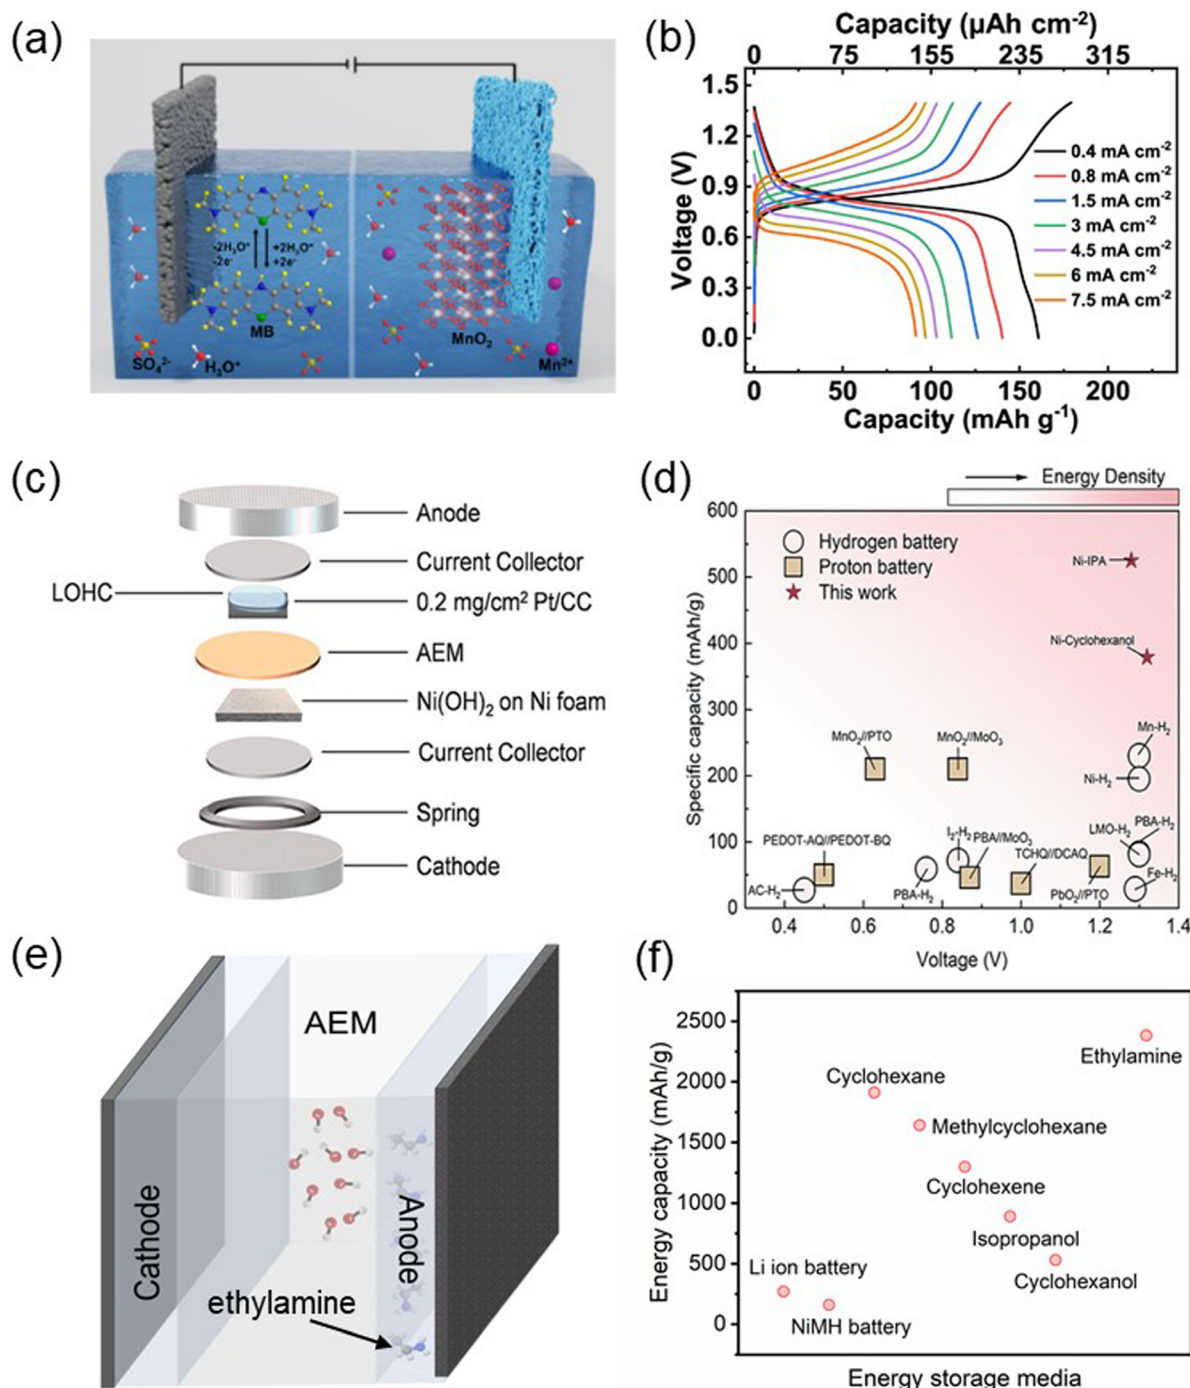 (a)
-2H₃O⁺
+2H₃O⁺
-2e⁻
+2e⁻
MB
MnO₂
SO₄²⁻
H₃O⁺
Mn²⁺
(b)
Capacity (µAh cm⁻²)
0 75 155 235 315
1.5
1.2
0.9
0.6
0.3
0.0
Voltage (V)
0.4 mA cm⁻²
0.8 mA cm⁻²
1.5 mA cm⁻²
3 mA cm⁻²
4.5 mA cm⁻²
6 mA cm⁻²
7.5 mA cm⁻²
0 50 100 150 200
Capacity (mAh g⁻¹)
(c)
Anode
Current Collector
LOHC
0.2 mg/cm² Pt/CC
AEM
Ni(OH)₂ on Ni foam
Current Collector
Spring
Cathode
(d)
Energy Density
600
500
400
300
200
100
0
Specific capacity (mAh/g)
Hydrogen battery
Proton battery
This work
Ni-IPA
Ni-Cyclohexanol
MnO₂//PTO
MnO₂//MoO₃
Mn-H₂
Ni-H₂
PEDOT-AQ//PEDOT-BQ
I₂-H₂
PBA//MoO₃
LMO-H₂
PBA-H₂
TCHQ//DCAQ
AC-H₂
PBA-H₂
PbO₂//PTO
Fe-H₂
0.4 0.6 0.8 1.0 1.2 1.4
Voltage (V)
(e)
AEM
Cathode
Anode
ethylamine
(f)
2500
2000
1500
1000
500
0
Energy capacity (mAh/g)
Ethylamine
Cyclohexane
Methylcyclohexane
Cyclohexene
Isopropanol
Cyclohexanol
Li ion battery
NiMH battery
Energy storage media